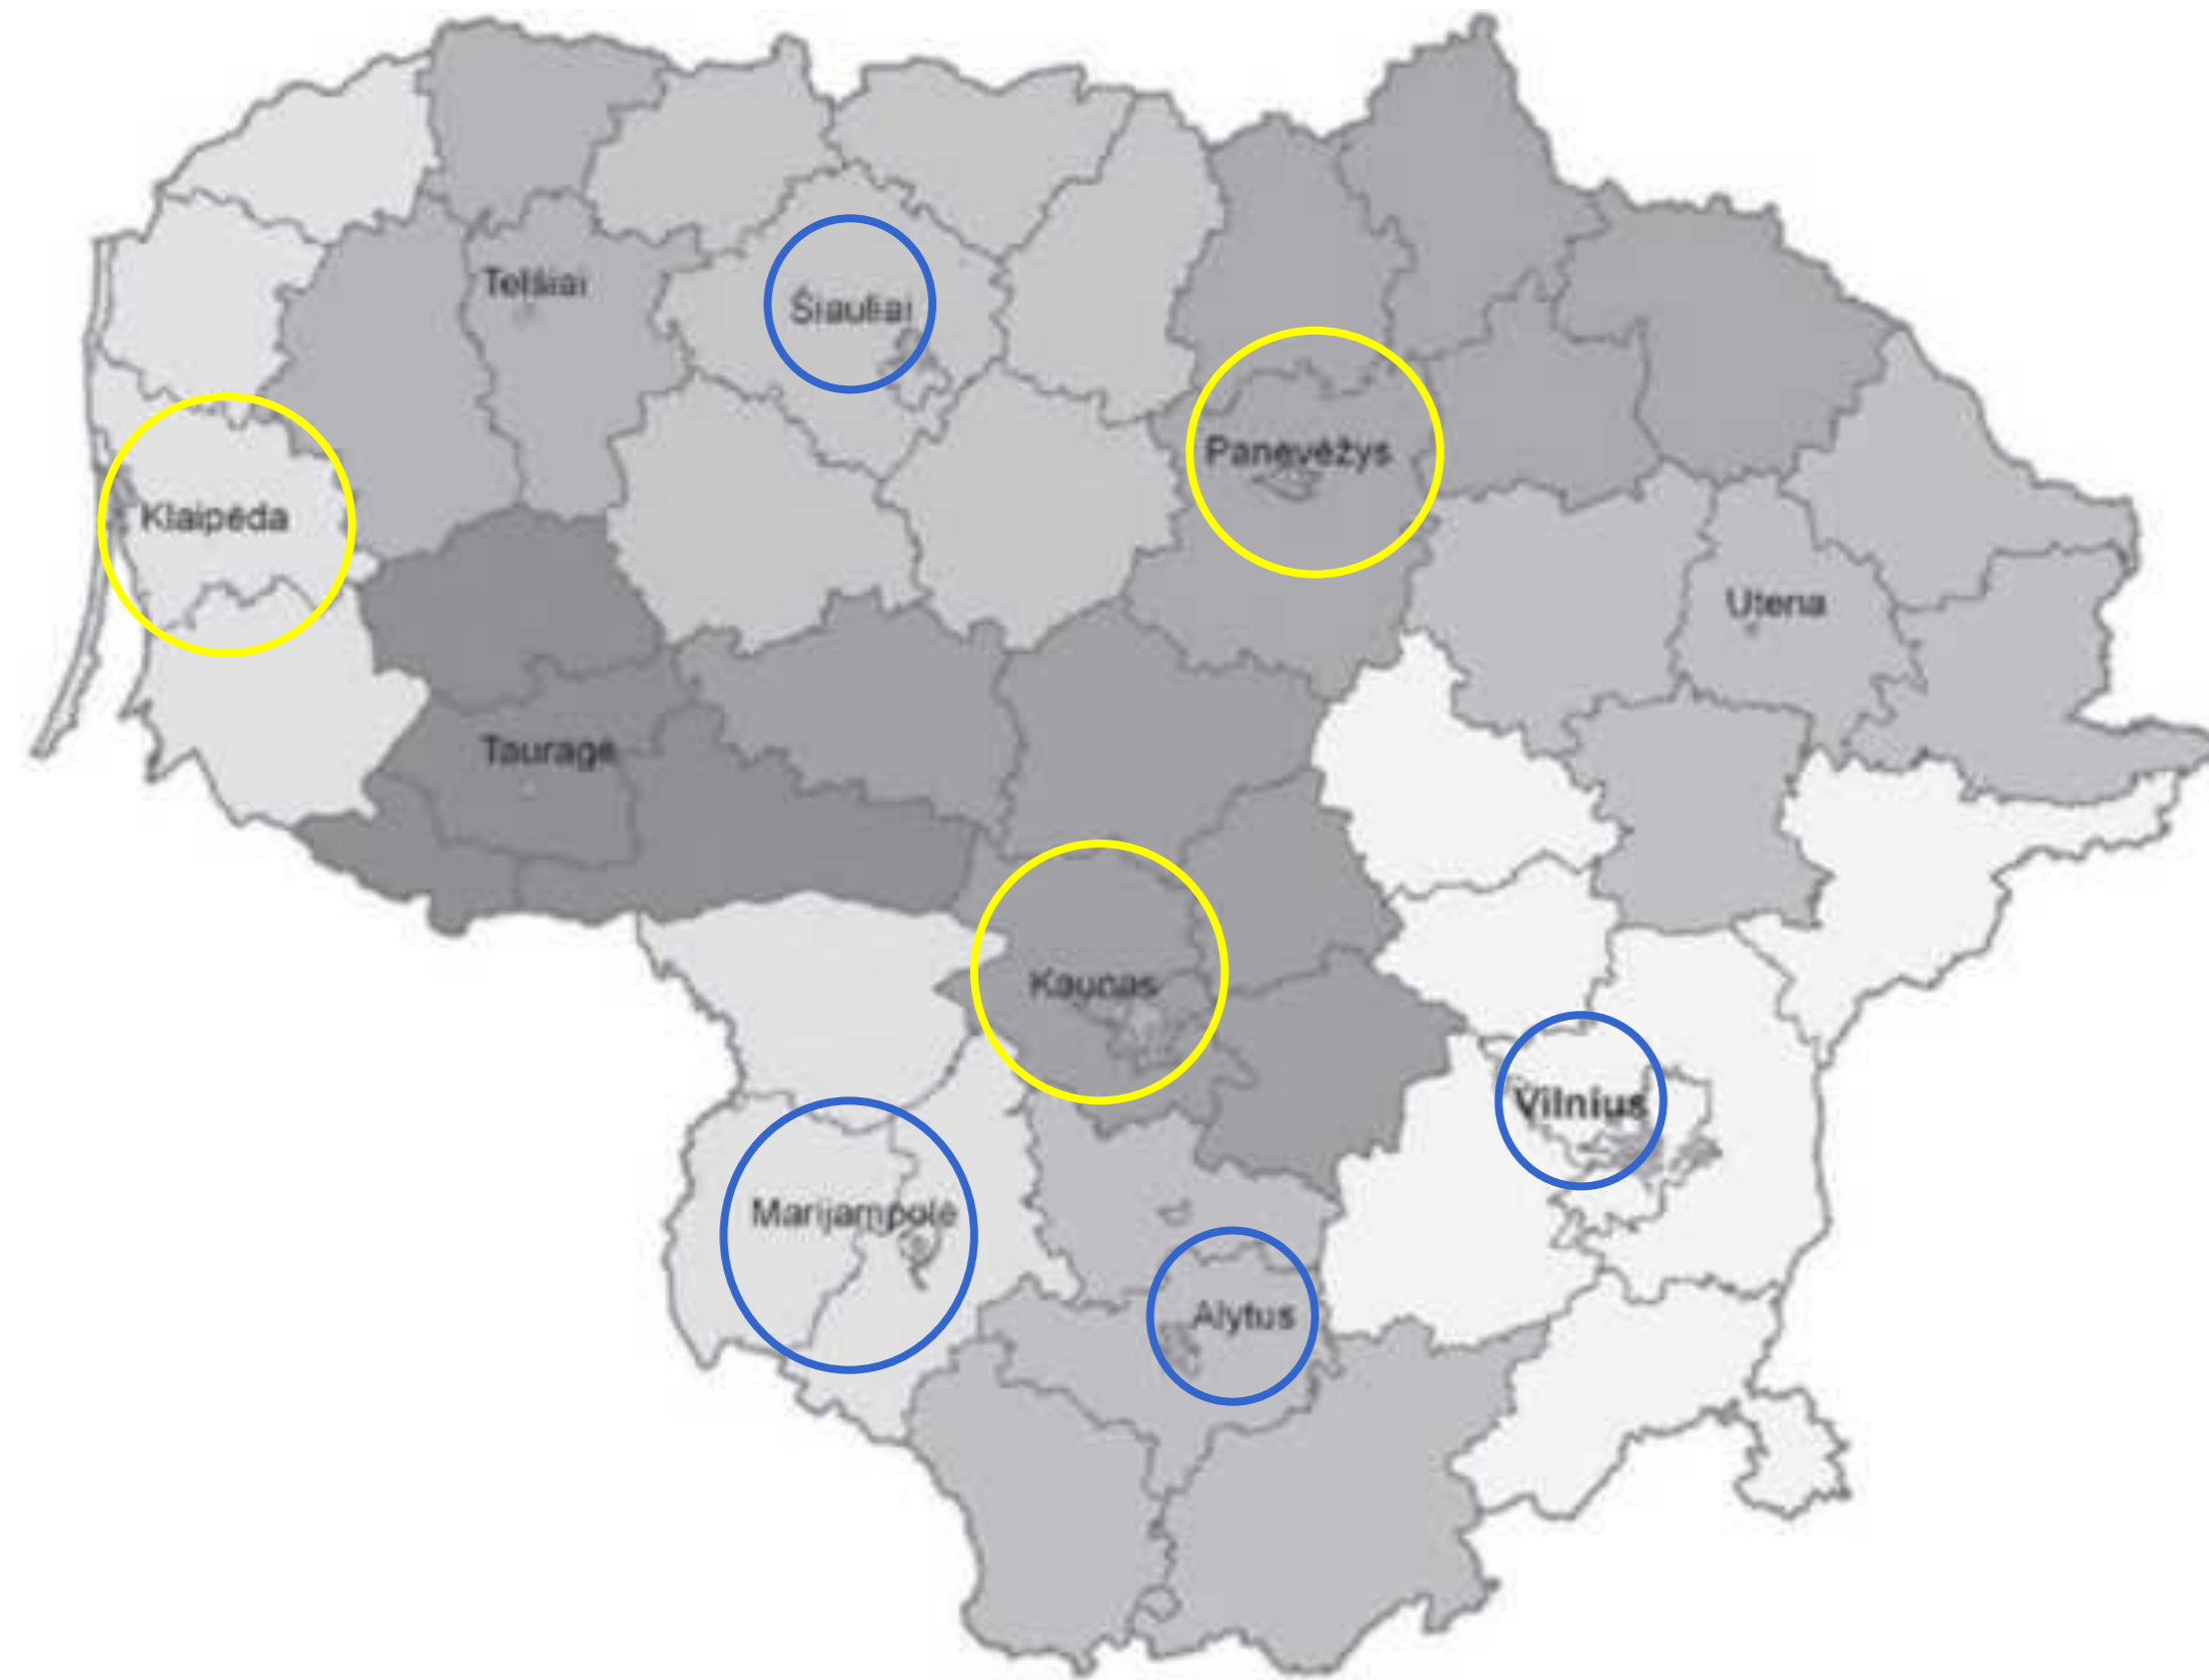 Telšiai
Šiauliai
Panevėžys
Klaipėda
Utena
Tauragė
Kaunas
Vilnius
Marijampolė
Alytus